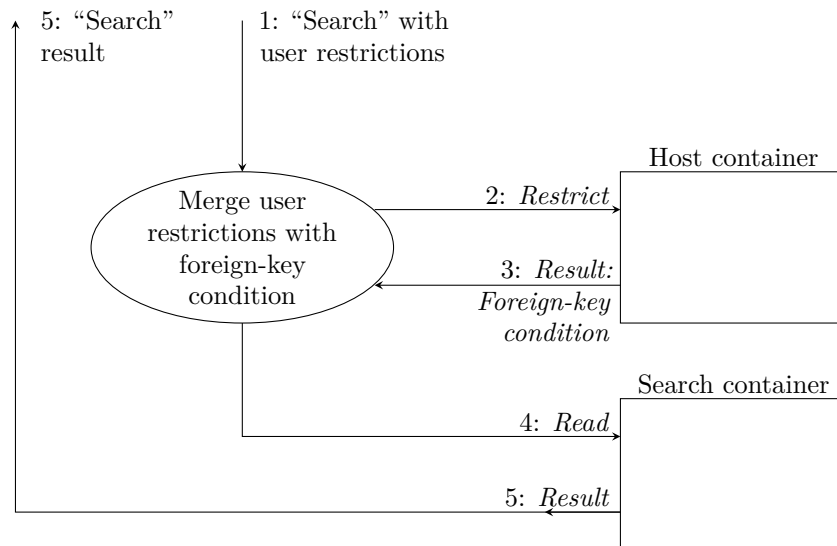 5: “Search”
result
1: “Search” with
user restrictions
Host container
Merge user
restrictions with
foreign-key
condition
2: Restrict
3: Result:
Foreign-key
condition
Search container
4: Read
5: Result